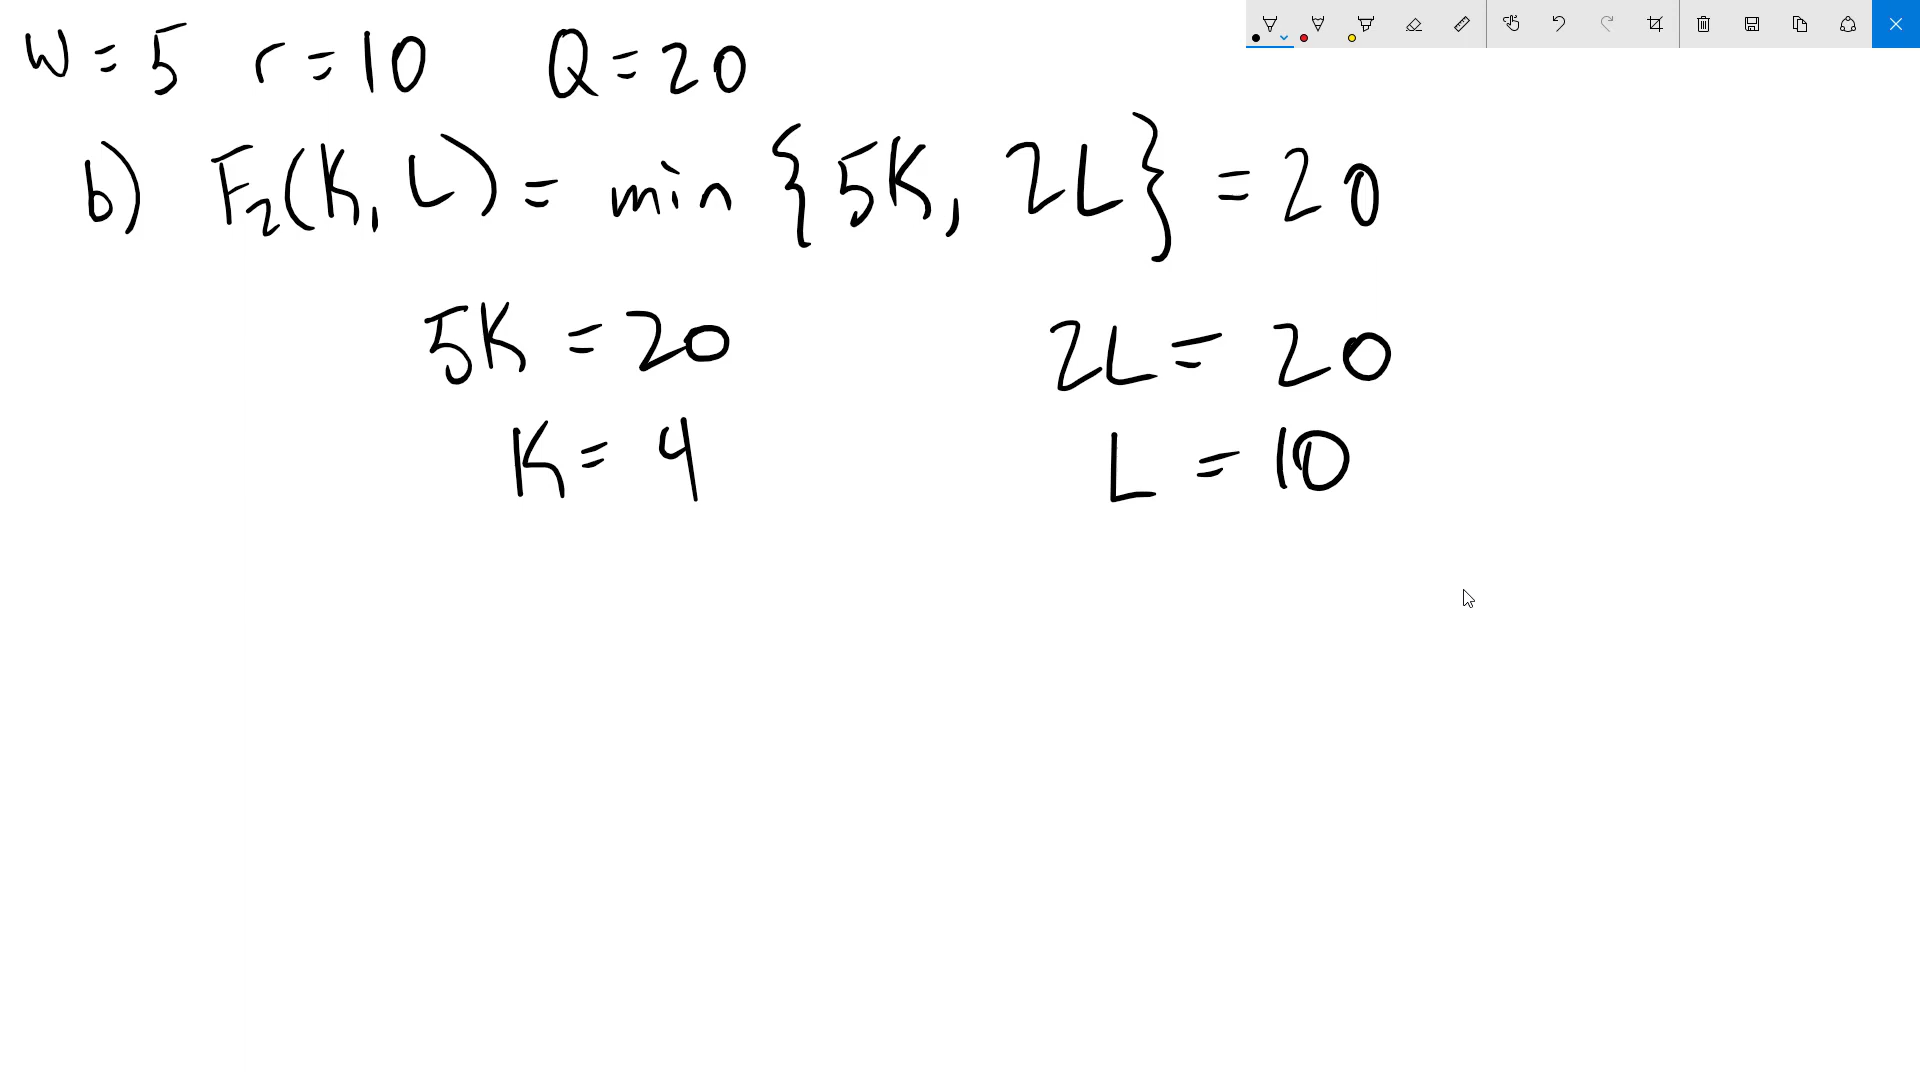 W = 5 r = 10 Q = 20
b) F₂(K, L) = min {5K, 2L} = 20
5K = 20 2L = 20
K = 4 L = 10